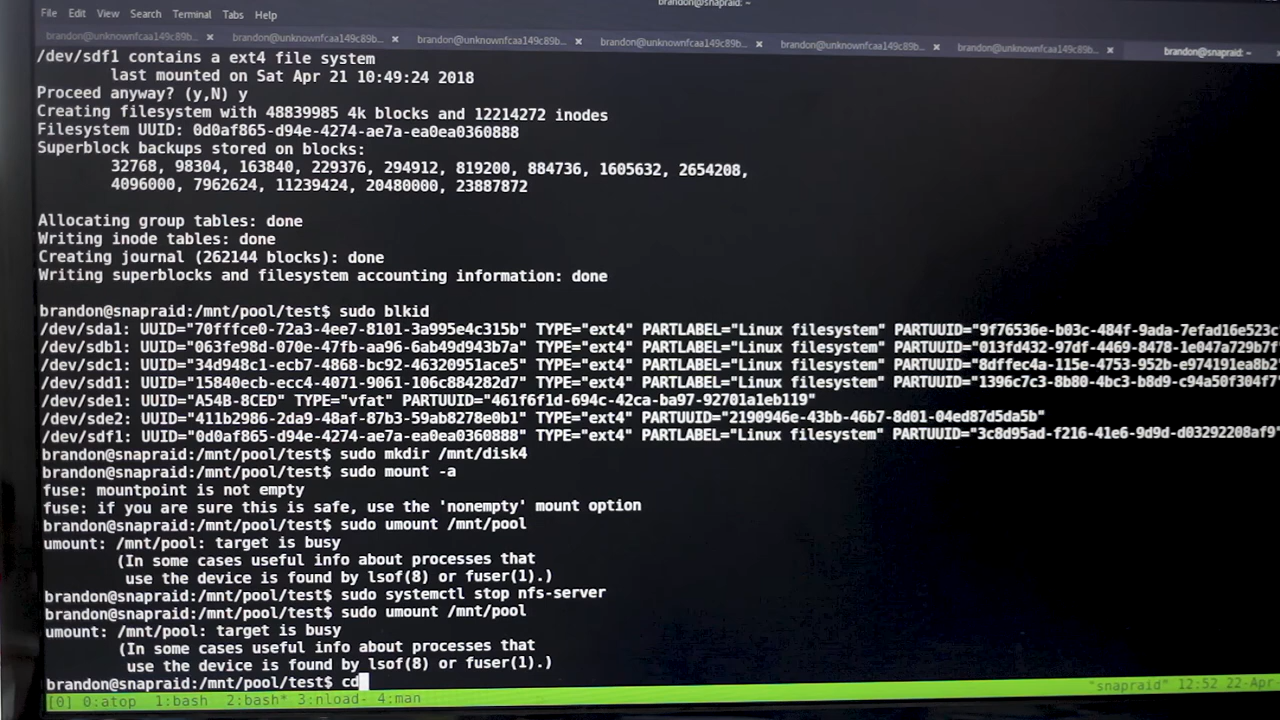 brandon@snapraid: ~
File Edit View Search Terminal Tabs Help
brandon@unknownfcaa149c89b... × brandon@unknownfcaa149c89b... × brandon@unknownfcaa149c89b... × brandon@unknownfcaa149c89b... × brandon@unknownfcaa149c89b... × brandon@unknownfcaa149c89b... × brandon@snapraid: ~
/dev/sdf1 contains a ext4 file system
last mounted on Sat Apr 21 10:49:24 2018
Proceed anyway? (y,N) y
Creating filesystem with 48839985 4k blocks and 12214272 inodes
Filesystem UUID: 0d0af865-d94e-4274-ae7a-ea0ea0360888
Superblock backups stored on blocks:
32768, 98304, 163840, 229376, 294912, 819200, 884736, 1605632, 2654208,
4096000, 7962624, 11239424, 20480000, 23887872
Allocating group tables: done
Writing inode tables: done
Creating journal (262144 blocks): done
Writing superblocks and filesystem accounting information: done
brandon@snapraid:/mnt/pool/test$ sudo blkid
/dev/sda1: UUID="70fffce0-72a3-4ee7-8101-3a995e4c315b" TYPE="ext4" PARTLABEL="Linux filesystem" PARTUUID="9f76536e-b03c-484f-9ada-7efad16e523c
/dev/sdb1: UUID="063fe98d-070e-47fb-aa96-6ab49d943b7a" TYPE="ext4" PARTLABEL="Linux filesystem" PARTUUID="013fd432-97df-4469-8478-1e047a729b7f"
/dev/sdc1: UUID="34d948c1-ecb7-4868-bc92-46320951ace5" TYPE="ext4" PARTLABEL="Linux filesystem" PARTUUID="8dffec4a-115e-4753-952b-e974191ea8b2"
/dev/sdd1: UUID="15840ecb-ecc4-4071-9061-106c884282d7" TYPE="ext4" PARTLABEL="Linux filesystem" PARTUUID="1396c7c3-8b80-4bc3-b8d9-c94a50f304f7"
/dev/sde1: UUID="A54B-8CED" TYPE="vfat" PARTUUID="461f6f1d-694c-42ca-ba97-92701a1eb119"
/dev/sde2: UUID="411b2986-2da9-48af-87b3-59ab8278e0b1" TYPE="ext4" PARTUUID="2190946e-43bb-46b7-8d01-04ed87d5da5b"
/dev/sdf1: UUID="0d0af865-d94e-4274-ae7a-ea0ea0360888" TYPE="ext4" PARTLABEL="Linux filesystem" PARTUUID="3c8d95ad-f216-41e6-9d9d-d03292208af9"
brandon@snapraid:/mnt/pool/test$ sudo mkdir /mnt/disk4
brandon@snapraid:/mnt/pool/test$ sudo mount -a
fuse: mountpoint is not empty
fuse: if you are sure this is safe, use the 'nonempty' mount option
brandon@snapraid:/mnt/pool/test$ sudo umount /mnt/pool
umount: /mnt/pool: target is busy
(In some cases useful info about processes that
use the device is found by lsof(8) or fuser(1).)
brandon@snapraid:/mnt/pool/test$ sudo systemctl stop nfs-server
brandon@snapraid:/mnt/pool/test$ sudo umount /mnt/pool
umount: /mnt/pool: target is busy
(In some cases useful info about processes that
use the device is found by lsof(8) or fuser(1).)
brandon@snapraid:/mnt/pool/test$ cd
[0] 0:atop 1:bash 2:bash* 3:nload- 4:man "snapraid" 12:52 22-Apr-